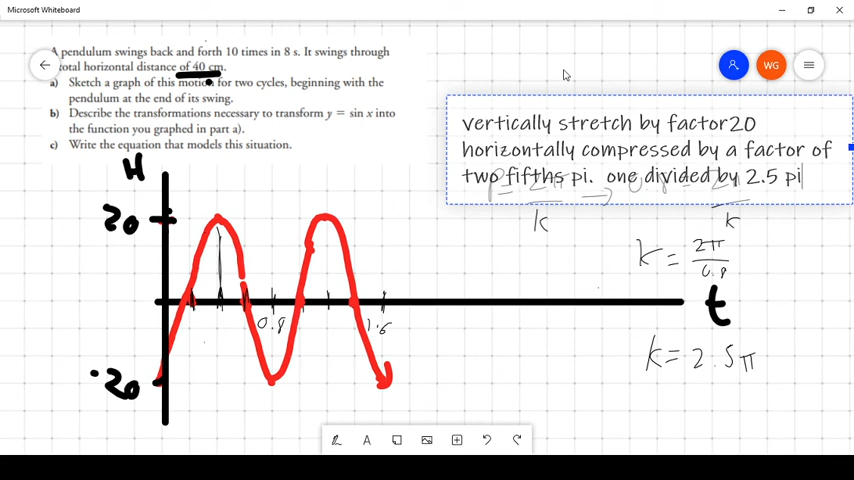 Microsoft Whiteboard
pendulum swings back and forth 10 times in 8 s. It swings through
total horizontal distance of 40 cm.
a) Sketch a graph of this motion for two cycles, beginning with the
pendulum at the end of its swing.
b) Describe the transformations necessary to transform y = sin x into
the function you graphed in part a).
c) Write the equation that models this situation.
WG
vertically stretch by factor20
horizontally compressed by a factor of
two fifths pi. one divided by 2.5 pi
P = 2π/k → 0.8 = 2π/k
k = 2π/0.8
k = 2.5π
H
20
-20
0.8
1.6
t
A